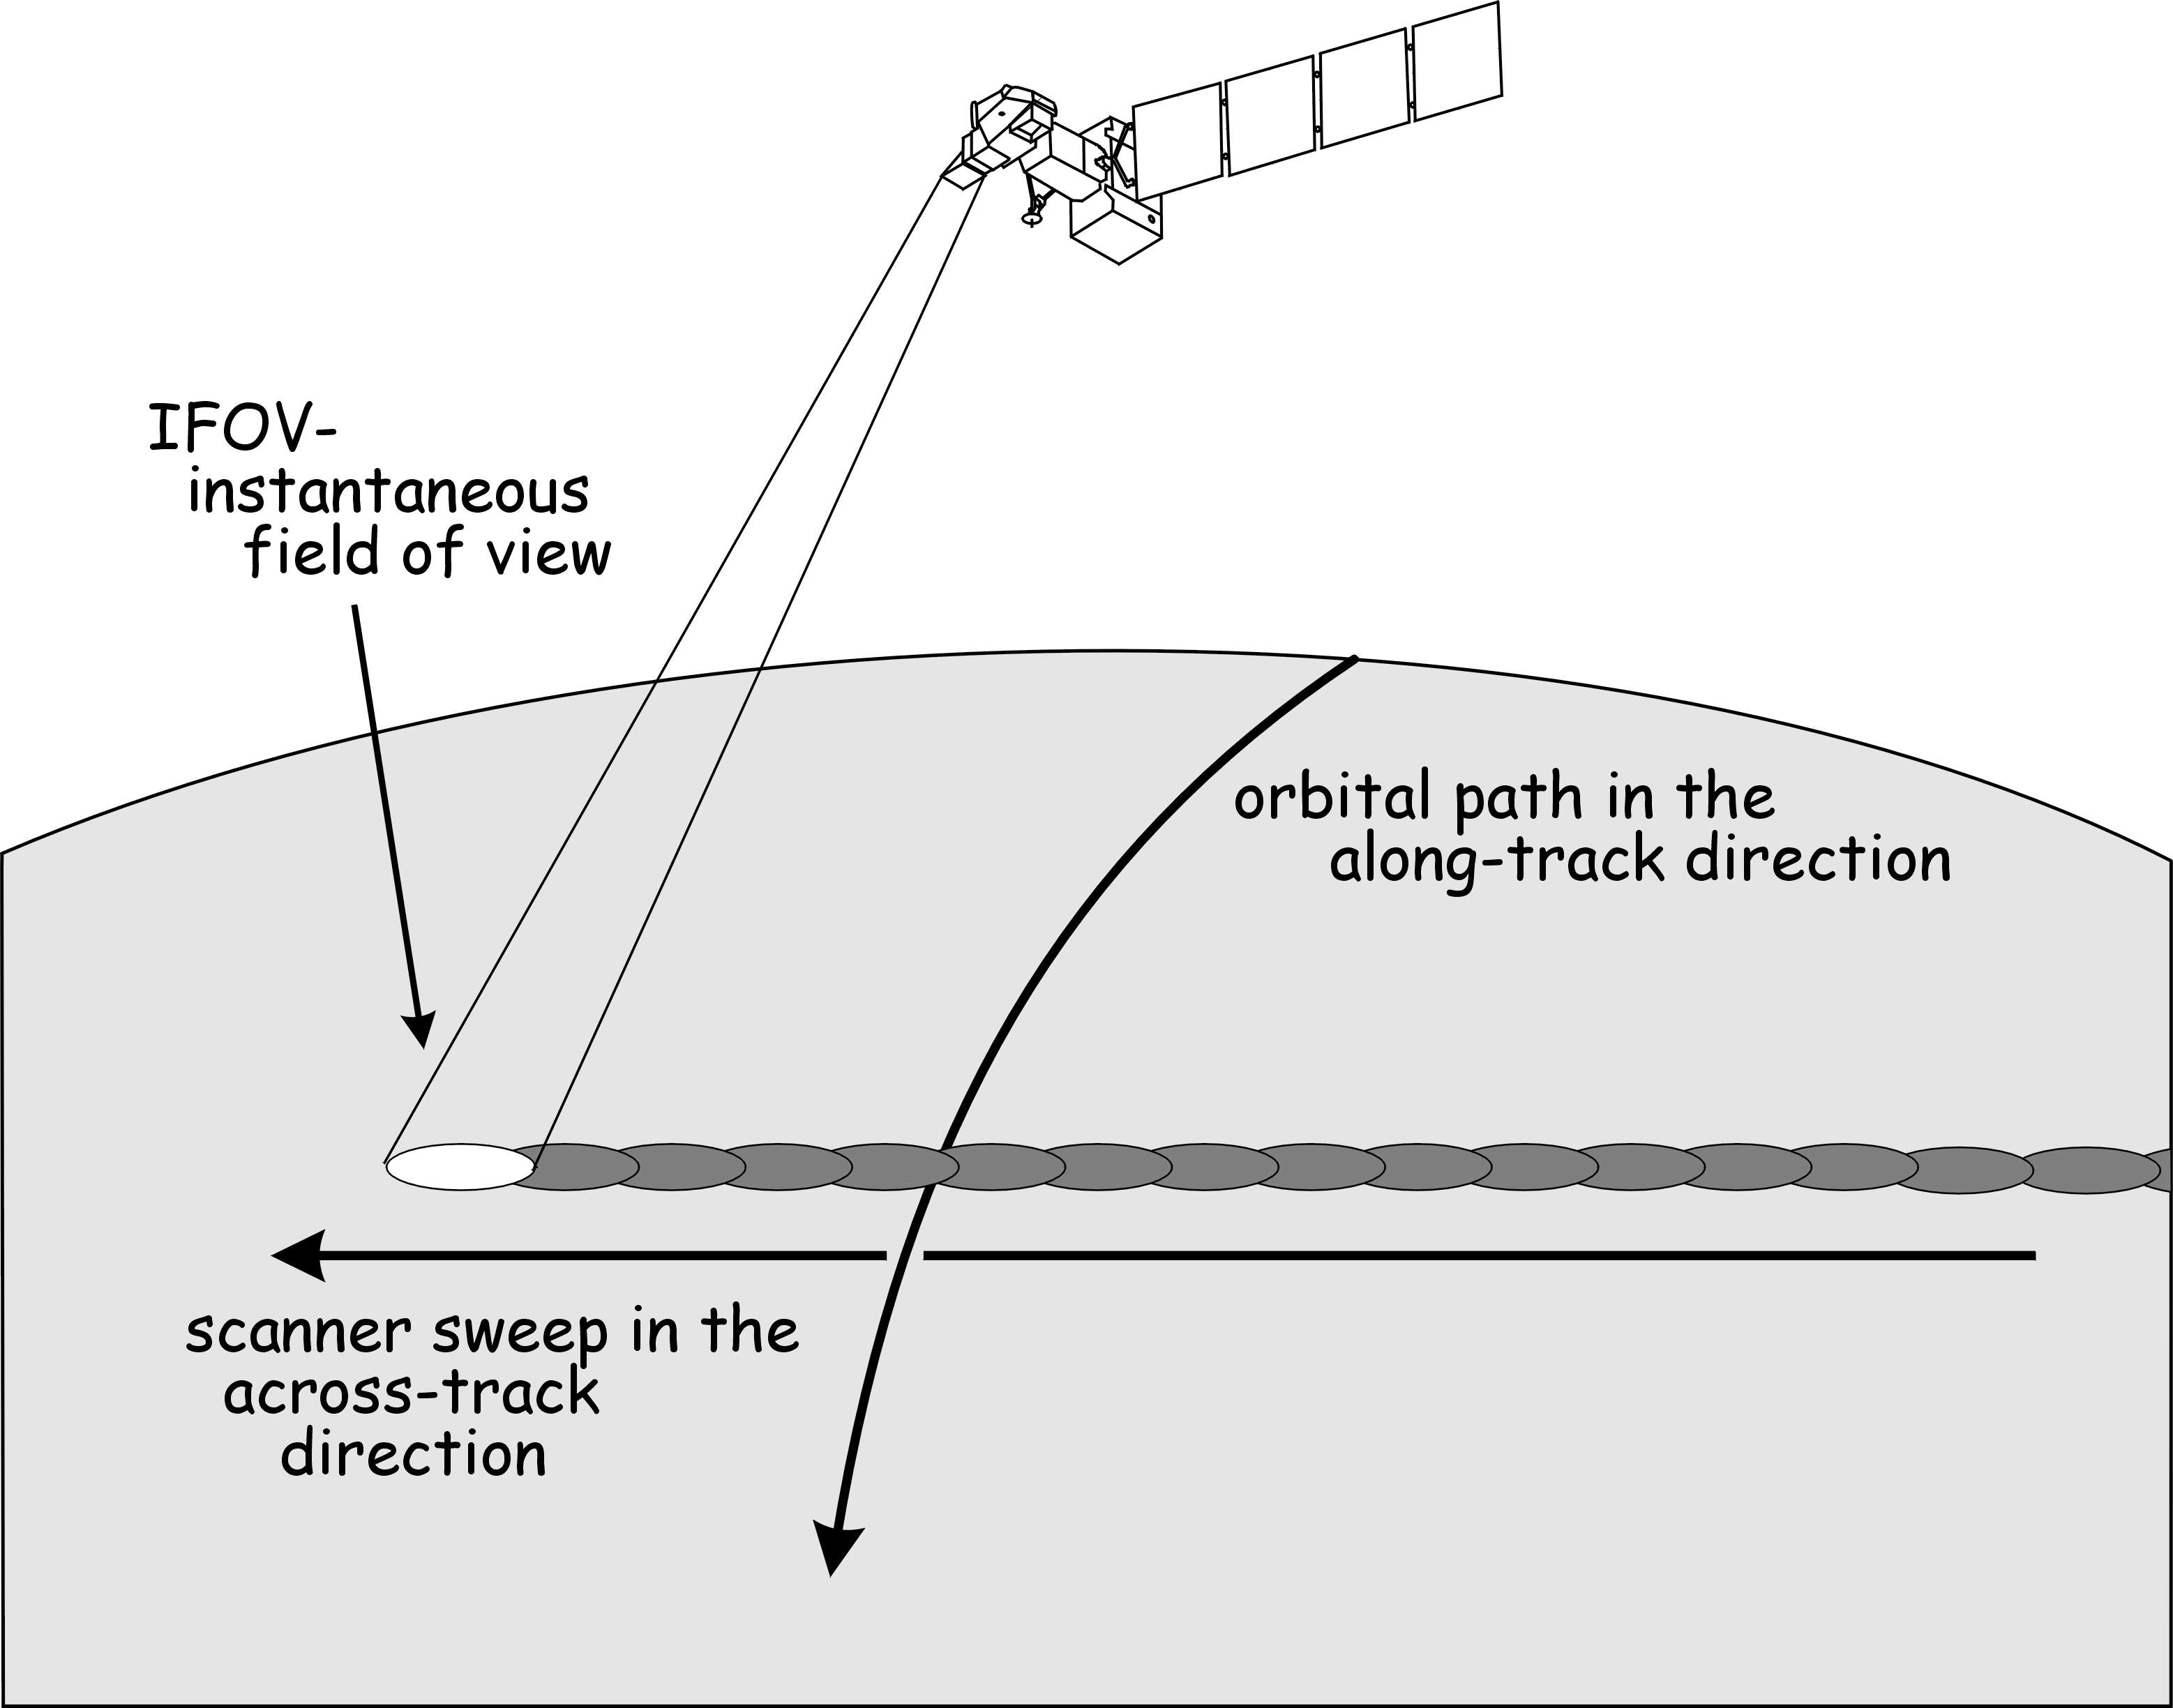 IFOV-
instantaneous
field of view
orbital path in the
along-track direction
scanner sweep in the
across-track
direction